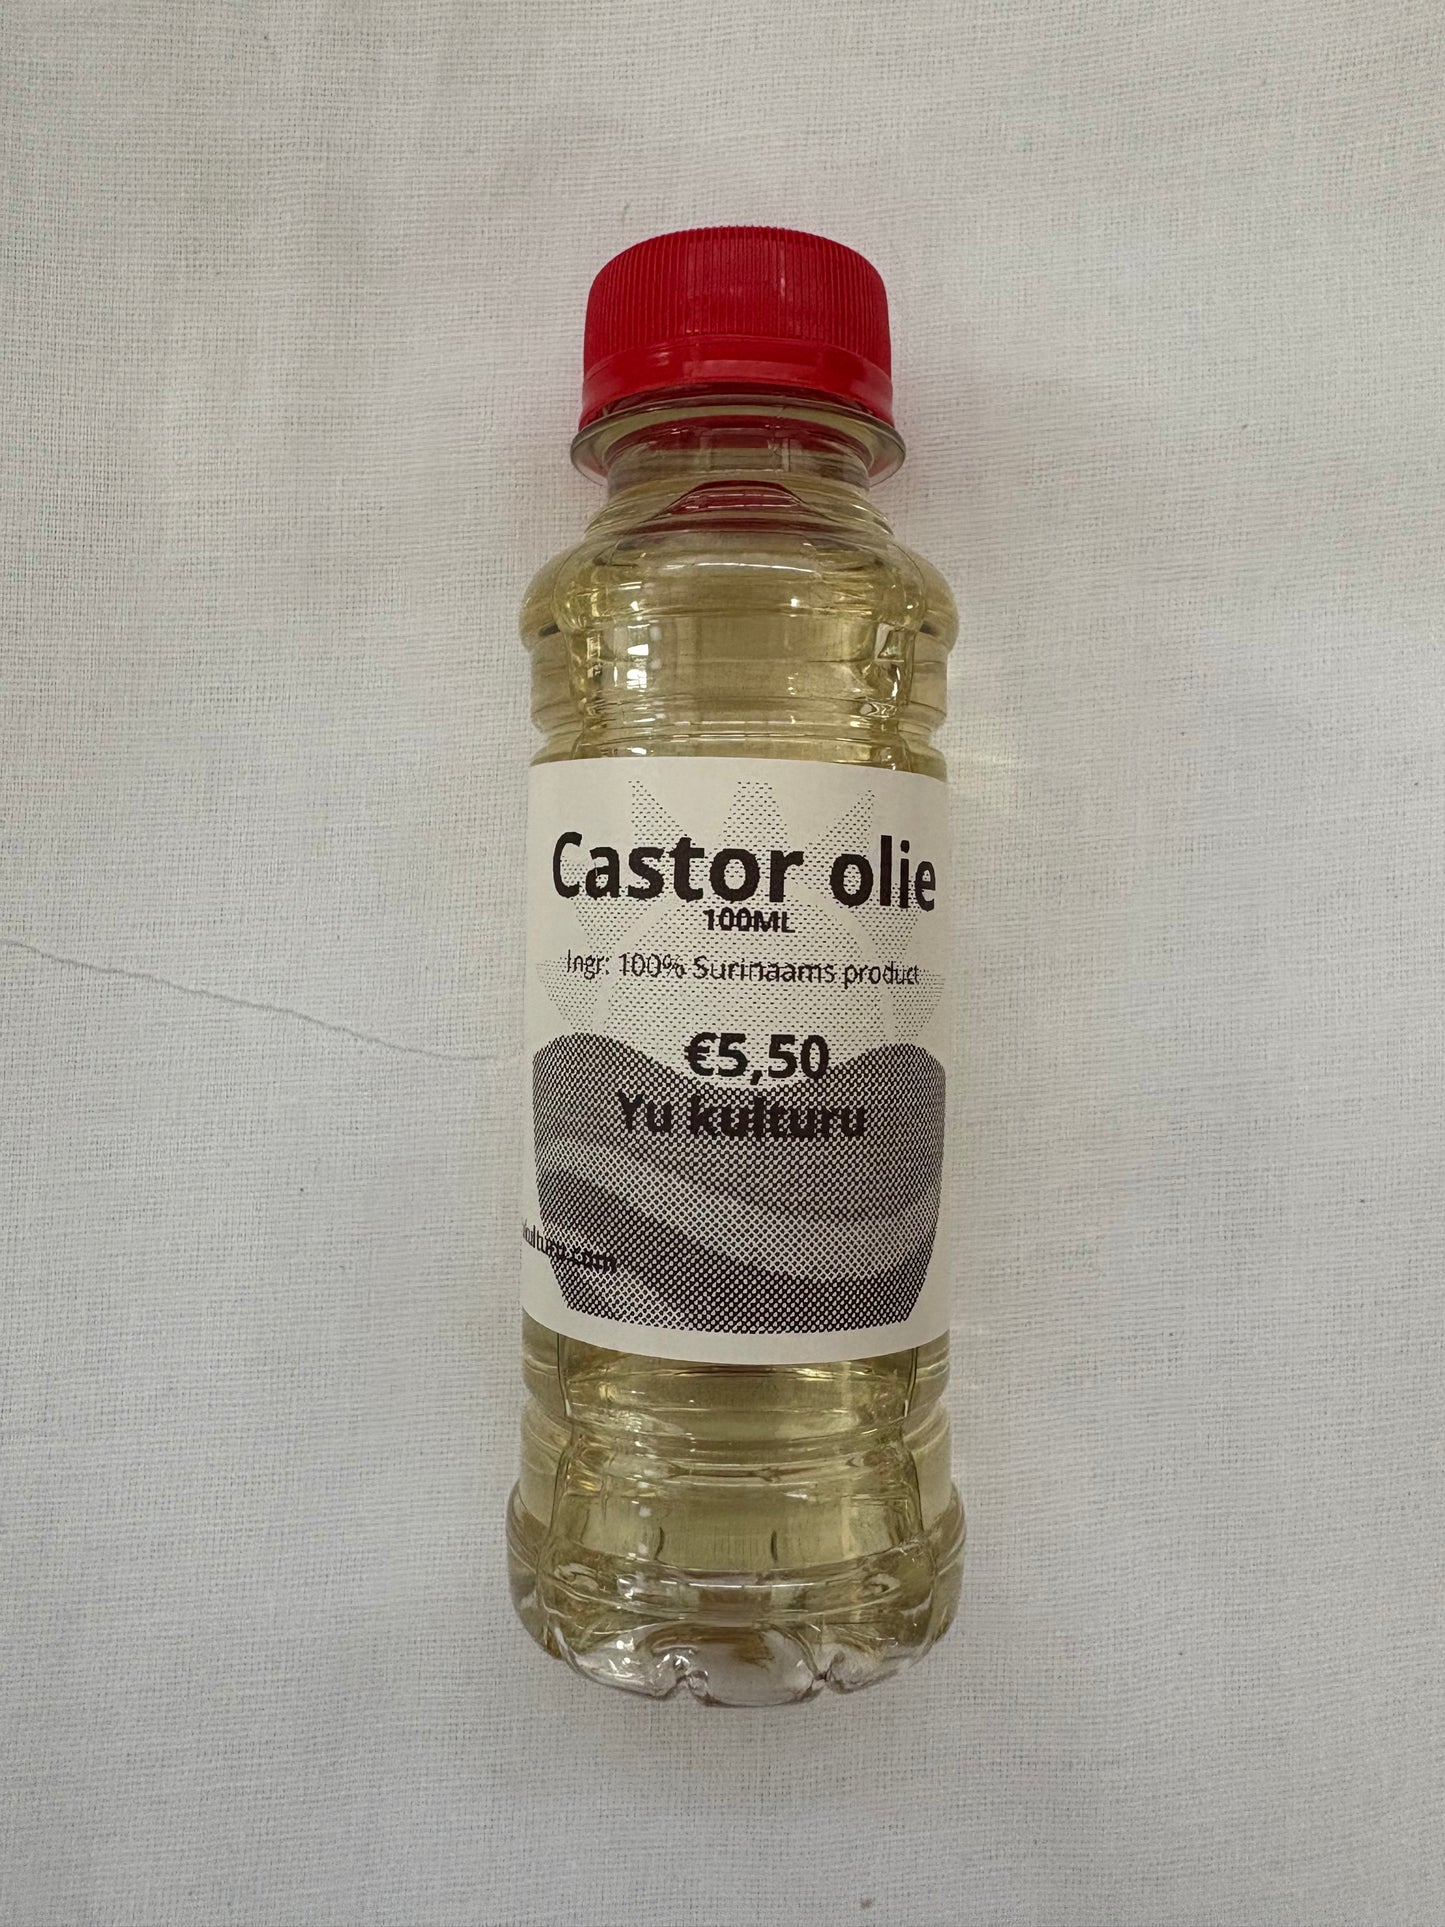 Castor olie
100ML
Ingr: 100% Surinaams product
€5,50
Yu kulturu